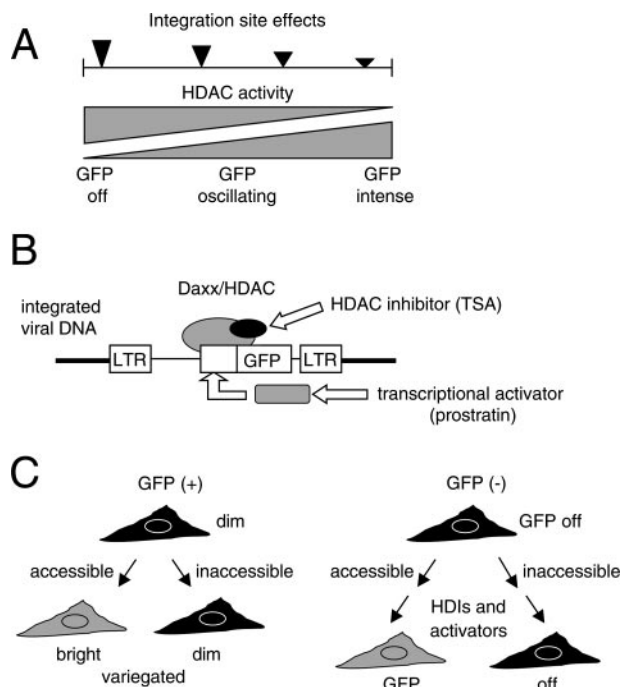 A
Integration site effects
HDAC activity
GFP off
GFP oscillating
GFP intense
B
Daxx/HDAC
integrated viral DNA
HDAC inhibitor (TSA)
LTR
GFP
LTR
transcriptional activator
(prostratin)
C
GFP (+)
dim
accessible
inaccessible
bright
dim
variegated
GFP (-)
GFP off
accessible
inaccessible
HDIs and
activators
GFP
off